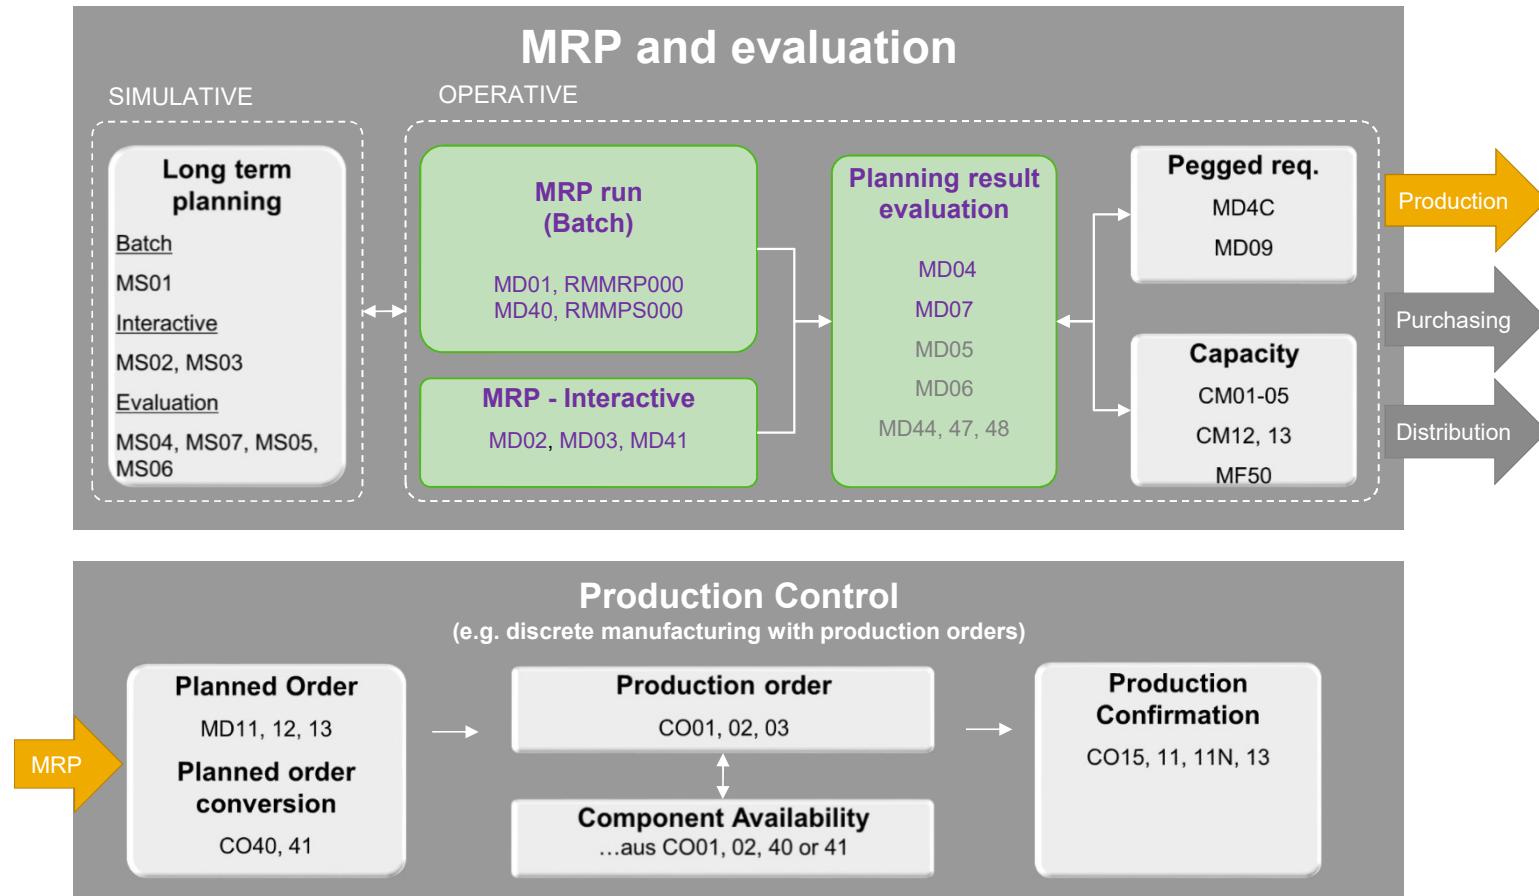 MRP and evaluation
SIMULATIVE
OPERATIVE
Long term
planning
Batch
MS01
Interactive
MS02, MS03
Evaluation
MS04, MS07, MS05,
MS06
MRP run
(Batch)
MD01, RMMRP000
MD40, RMMPS000
MRP - Interactive
MD02, MD03, MD41
Planning result
evaluation
MD04
MD07
MD05
MD06
MD44, 47, 48
Pegged req.
MD4C
MD09
Capacity
CM01-05
CM12, 13
MF50
Production
Purchasing
Distribution
Production Control
(e.g. discrete manufacturing with production orders)
MRP
Planned Order
MD11, 12, 13
Planned order
conversion
CO40, 41
Production order
CO01, 02, 03
Component Availability
...aus CO01, 02, 40 or 41
Production
Confirmation
CO15, 11, 11N, 13